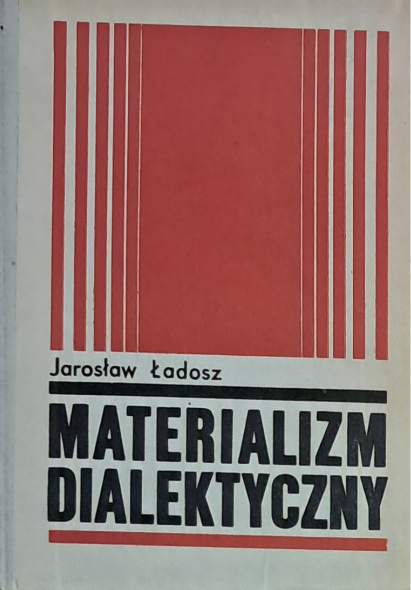 Jarosław Ładosz
MATERIALIZM
DIALEKTYCZNY